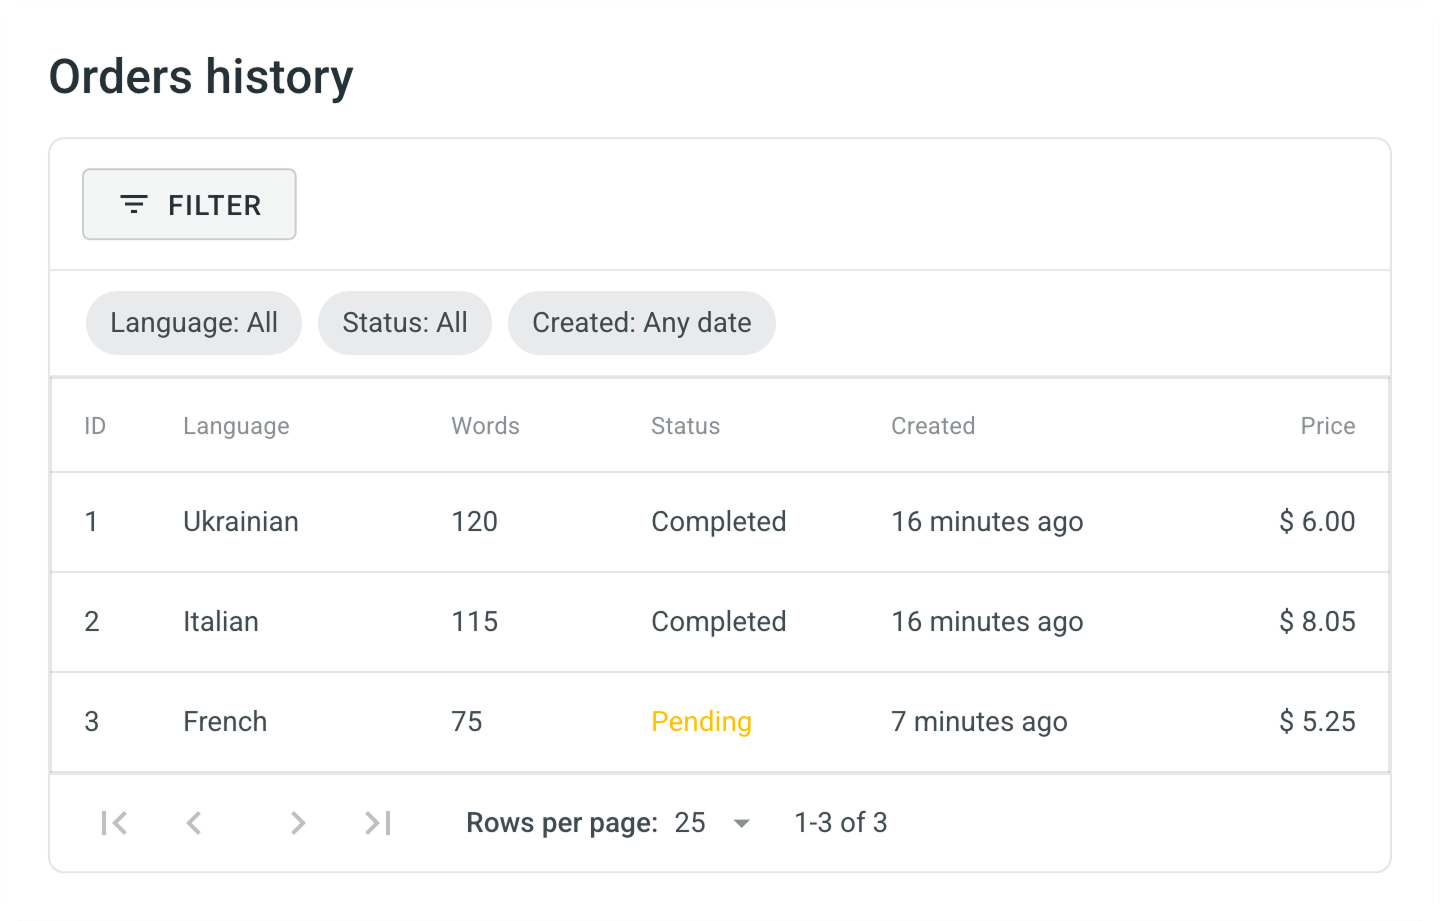 Orders history
FILTER
Language: All Status: All Created: Any date
ID Language Words Status Created Price
1 Ukrainian 120 Completed 16 minutes ago $ 6.00
2 Italian 115 Completed 16 minutes ago $ 8.05
3 French 75 Pending 7 minutes ago $ 5.25
Rows per page: 25 1-3 of 3